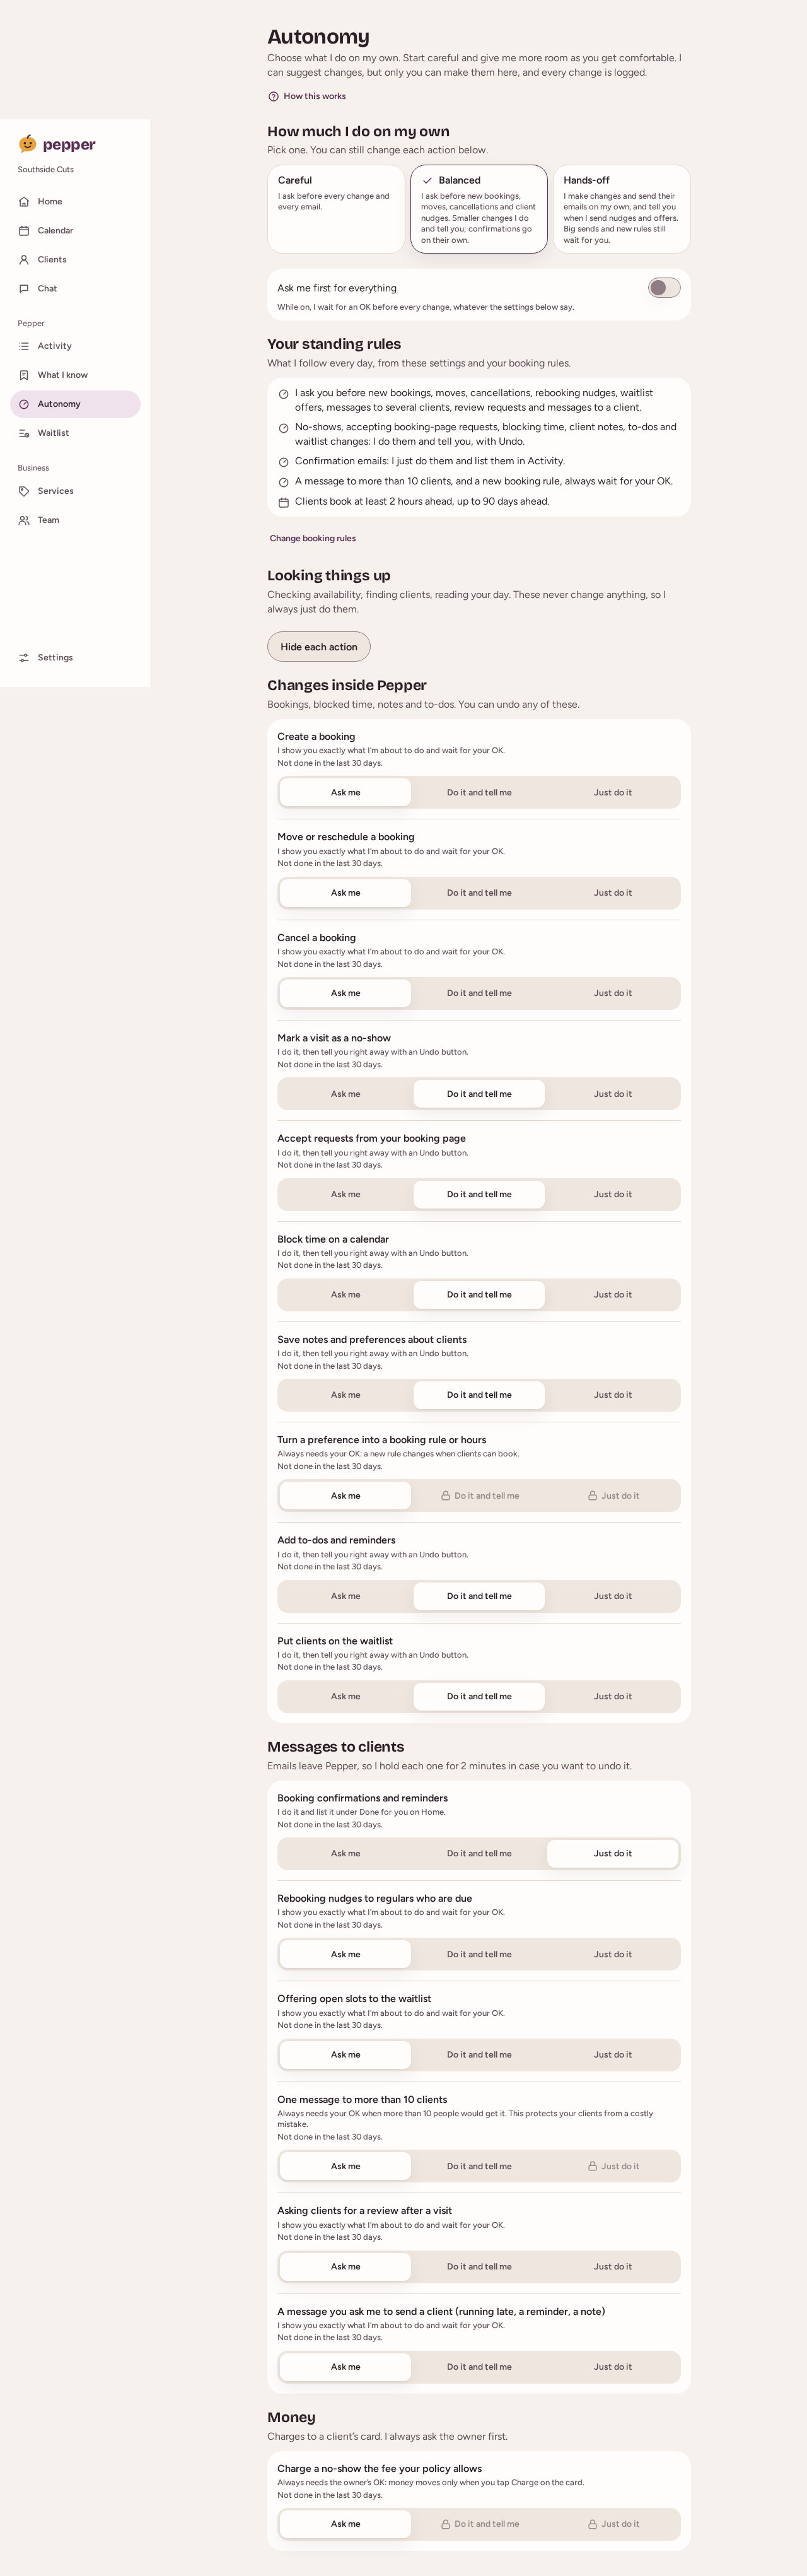 Autonomy
Choose what I do on my own. Start careful and give me more room as you get comfortable. I
can suggest changes, but only you can make them here, and every change is logged.
How this works
pepper
Southside Cuts
Home
Calendar
Clients
Chat
Pepper
Activity
What I know
Autonomy
Waitlist
Business
Services
Team
Settings
How much I do on my own
Pick one. You can still change each action below.
Careful
I ask before every change and
every email.
Balanced
I ask before new bookings,
moves, cancellations and client
nudges. Smaller changes I do
and tell you; confirmations go
on their own.
Hands-off
I make changes and send their
emails on my own, and tell you
when I send nudges and offers.
Big sends and new rules still
wait for you.
Ask me first for everything
While on, I wait for an OK before every change, whatever the settings below say.
Your standing rules
What I follow every day, from these settings and your booking rules.
I ask you before new bookings, moves, cancellations, rebooking nudges, waitlist
offers, messages to several clients, review requests and messages to a client.
No-shows, accepting booking-page requests, blocking time, client notes, to-dos and
waitlist changes: I do them and tell you, with Undo.
Confirmation emails: I just do them and list them in Activity.
A message to more than 10 clients, and a new booking rule, always wait for your OK.
Clients book at least 2 hours ahead, up to 90 days ahead.
Change booking rules
Looking things up
Checking availability, finding clients, reading your day. These never change anything, so I
always just do them.
Hide each action
Changes inside Pepper
Bookings, blocked time, notes and to-dos. You can undo any of these.
Create a booking
I show you exactly what I'm about to do and wait for your OK.
Not done in the last 30 days.
Ask me Do it and tell me Just do it
Move or reschedule a booking
I show you exactly what I'm about to do and wait for your OK.
Not done in the last 30 days.
Ask me Do it and tell me Just do it
Cancel a booking
I show you exactly what I'm about to do and wait for your OK.
Not done in the last 30 days.
Ask me Do it and tell me Just do it
Mark a visit as a no-show
I do it, then tell you right away with an Undo button.
Not done in the last 30 days.
Ask me Do it and tell me Just do it
Accept requests from your booking page
I do it, then tell you right away with an Undo button.
Not done in the last 30 days.
Ask me Do it and tell me Just do it
Block time on a calendar
I do it, then tell you right away with an Undo button.
Not done in the last 30 days.
Ask me Do it and tell me Just do it
Save notes and preferences about clients
I do it, then tell you right away with an Undo button.
Not done in the last 30 days.
Ask me Do it and tell me Just do it
Turn a preference into a booking rule or hours
Always needs your OK: a new rule changes when clients can book.
Not done in the last 30 days.
Ask me Do it and tell me Just do it
Add to-dos and reminders
I do it, then tell you right away with an Undo button.
Not done in the last 30 days.
Ask me Do it and tell me Just do it
Put clients on the waitlist
I do it, then tell you right away with an Undo button.
Not done in the last 30 days.
Ask me Do it and tell me Just do it
Messages to clients
Emails leave Pepper, so I hold each one for 2 minutes in case you want to undo it.
Booking confirmations and reminders
I do it and list it under Done for you on Home.
Not done in the last 30 days.
Ask me Do it and tell me Just do it
Rebooking nudges to regulars who are due
I show you exactly what I'm about to do and wait for your OK.
Not done in the last 30 days.
Ask me Do it and tell me Just do it
Offering open slots to the waitlist
I show you exactly what I'm about to do and wait for your OK.
Not done in the last 30 days.
Ask me Do it and tell me Just do it
One message to more than 10 clients
Always needs your OK when more than 10 people would get it. This protects your clients from a costly
mistake.
Not done in the last 30 days.
Ask me Do it and tell me Just do it
Asking clients for a review after a visit
I show you exactly what I'm about to do and wait for your OK.
Not done in the last 30 days.
Ask me Do it and tell me Just do it
A message you ask me to send a client (running late, a reminder, a note)
I show you exactly what I'm about to do and wait for your OK.
Not done in the last 30 days.
Ask me Do it and tell me Just do it
Money
Charges to a client's card. I always ask the owner first.
Charge a no-show the fee your policy allows
Always needs the owner's OK: money moves only when you tap Charge on the card.
Not done in the last 30 days.
Ask me Do it and tell me Just do it